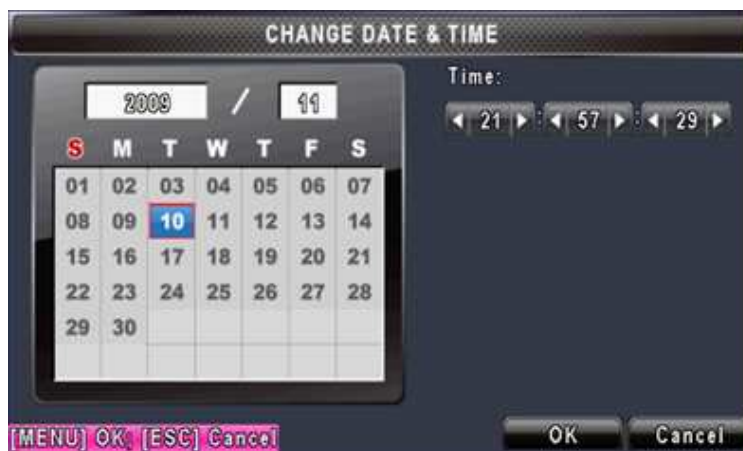 CHANGE DATE & TIME
2009 / 11
S M T W T F S
01 02 03 04 05 06 07
08 09 10 11 12 13 14
15 16 17 18 19 20 21
22 23 24 25 26 27 28
29 30
Time:
21 : 57 : 29
[MENU] OK; [ESC] Cancel
OK Cancel